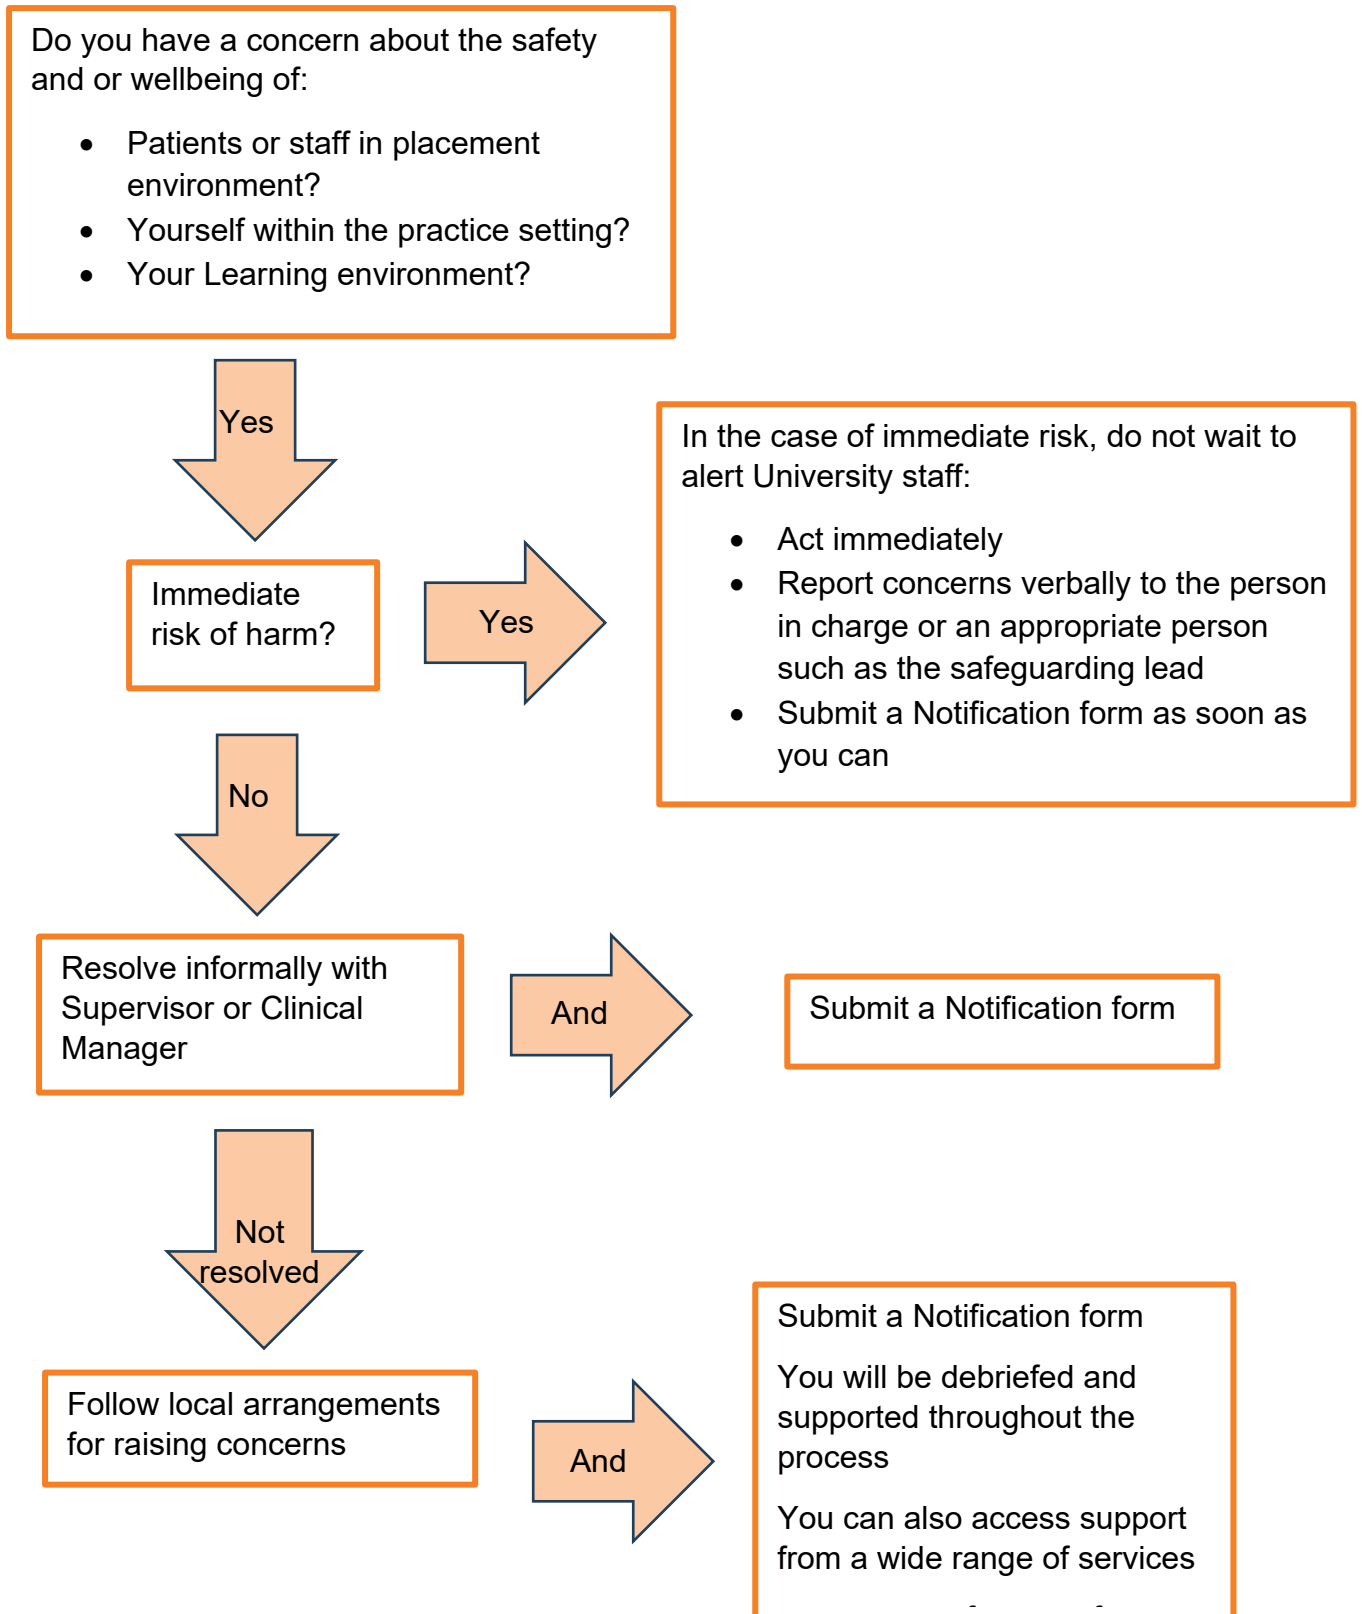 Do you have a concern about the safety
and or wellbeing of:
• Patients or staff in placement
environment?
• Yourself within the practice setting?
• Your Learning environment?
Yes
In the case of immediate risk, do not wait to
alert University staff:
• Act immediately
• Report concerns verbally to the person
in charge or an appropriate person
such as the safeguarding lead
• Submit a Notification form as soon as
you can
Immediate
risk of harm?
Yes
No
Resolve informally with
Supervisor or Clinical
Manager
And
Submit a Notification form
Not
resolved
Follow local arrangements
for raising concerns
And
Submit a Notification form
You will be debriefed and
supported throughout the
process
You can also access support
from a wide range of services